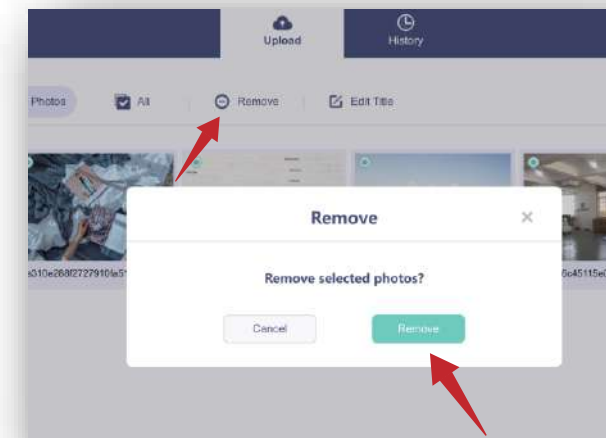 Upload
History
Photos
All
Remove
Edit Title
Remove
Remove selected photos?
Cancel
Remove